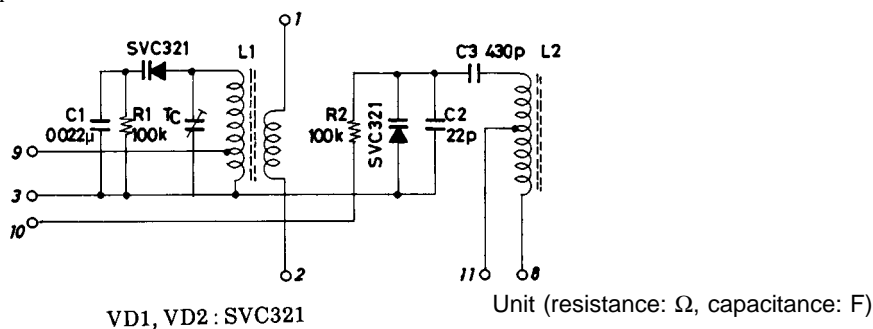 1
SVC321
L1
C3 430p
L2
C1
0022µ
R1
100k
TC
R2
100k
SVC321
C2
22p
9
3
10
2
11
8
VD1, VD2 : SVC321
Unit (resistance: Ω, capacitance: F)